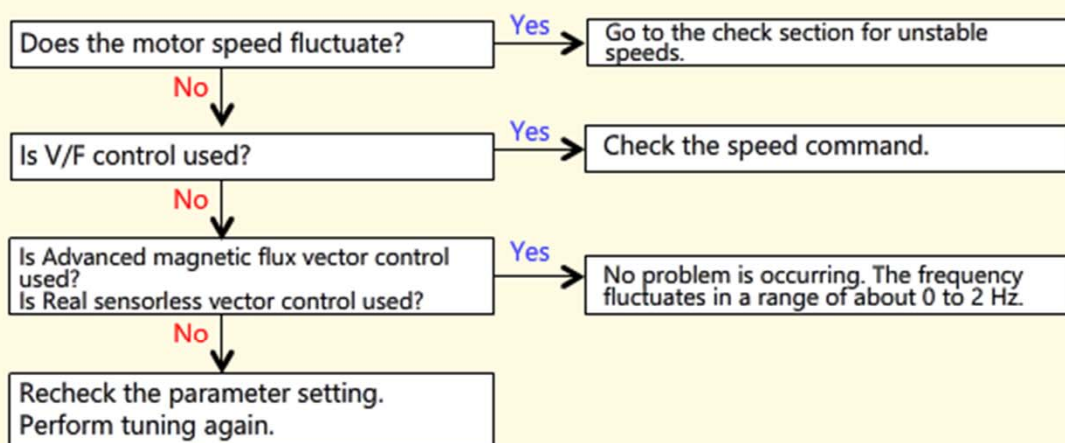 Does the motor speed fluctuate?
Yes
Go to the check section for unstable
speeds.
No
Is V/F control used?
Yes
Check the speed command.
No
Is Advanced magnetic flux vector control
used?
Is Real sensorless vector control used?
Yes
No problem is occurring. The frequency
fluctuates in a range of about 0 to 2 Hz.
No
Recheck the parameter setting.
Perform tuning again.